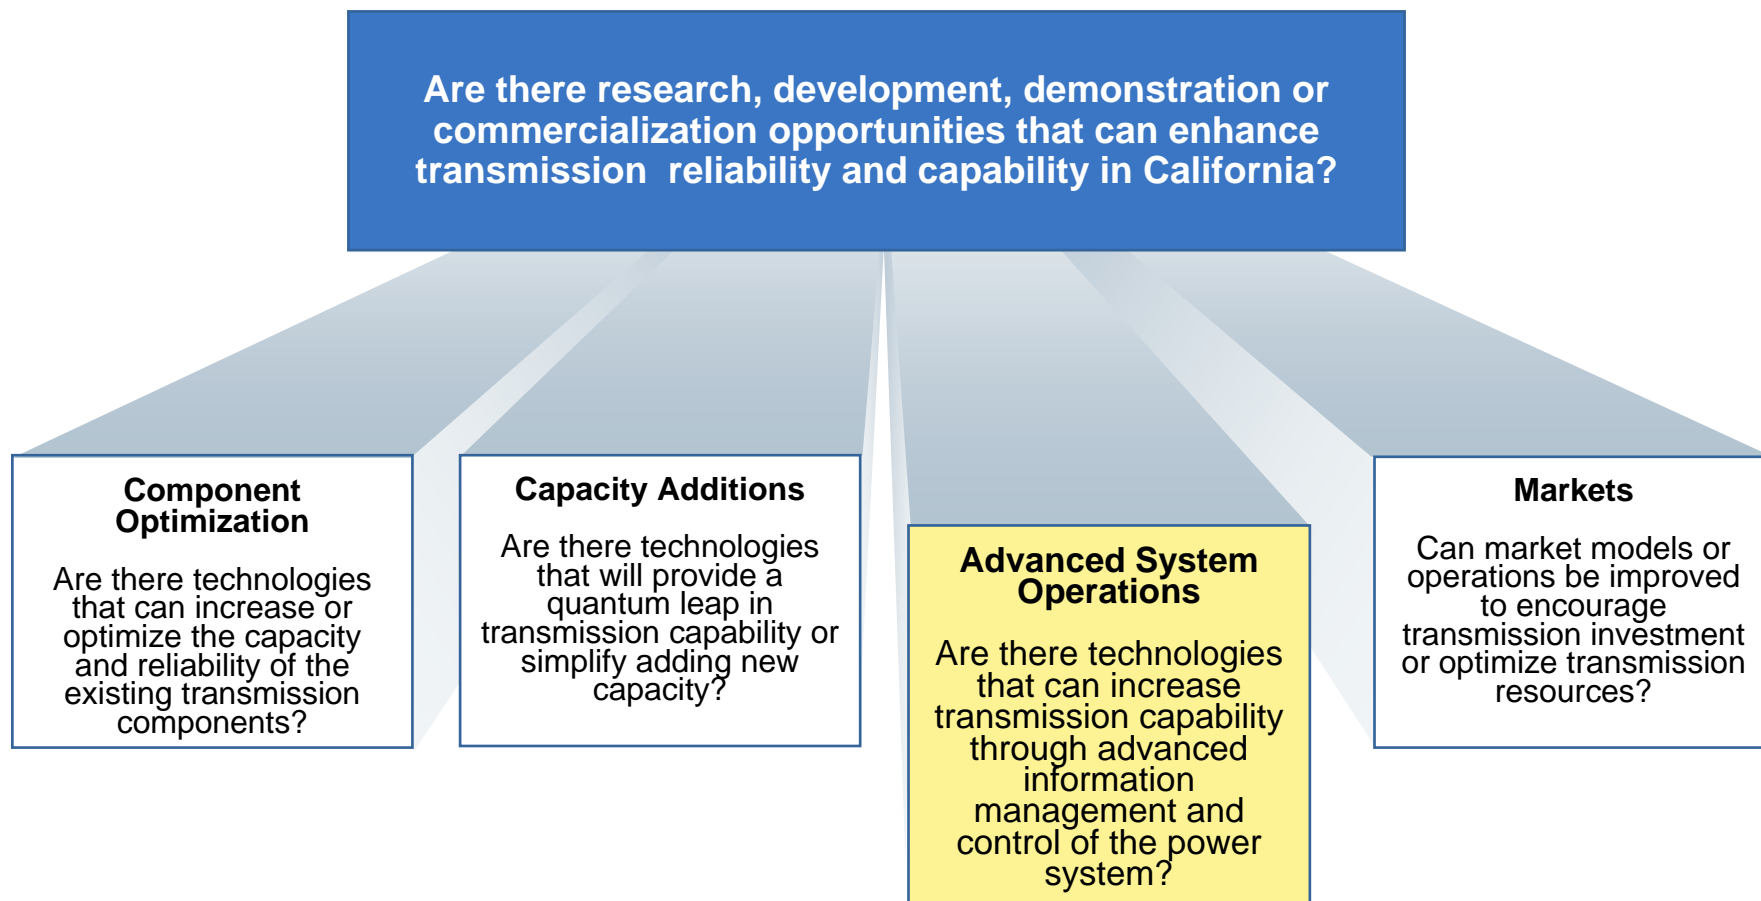 Are there research, development, demonstration or
commercialization opportunities that can enhance
transmission  reliability and capability in California?
Component
Optimization
Are there technologies
that can increase or
optimize the capacity
and reliability of the
existing transmission
components?
Capacity Additions
Are there technologies
that will provide a
quantum leap in
transmission capability or
simplify adding new
capacity?
Advanced System
Operations
Are there technologies
that can increase
transmission capability
through advanced
information
management and
control of the power
system?
Markets
Can market models or
operations be improved
to encourage
transmission investment
or optimize transmission
resources?